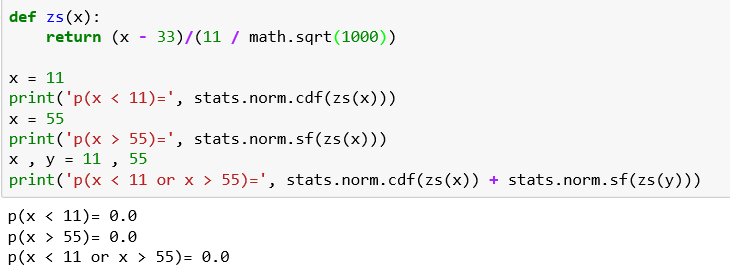 def zs(x):
    return (x - 33)/(11 / math.sqrt(1000))
x = 11
print('p(x < 11)=', stats.norm.cdf(zs(x)))
x = 55
print('p(x > 55)=', stats.norm.sf(zs(x)))
x , y = 11 , 55
print('p(x < 11 or x > 55)=', stats.norm.cdf(zs(x)) + stats.norm.sf(zs(y)))
p(x < 11)= 0.0
p(x > 55)= 0.0
p(x < 11 or x > 55)= 0.0